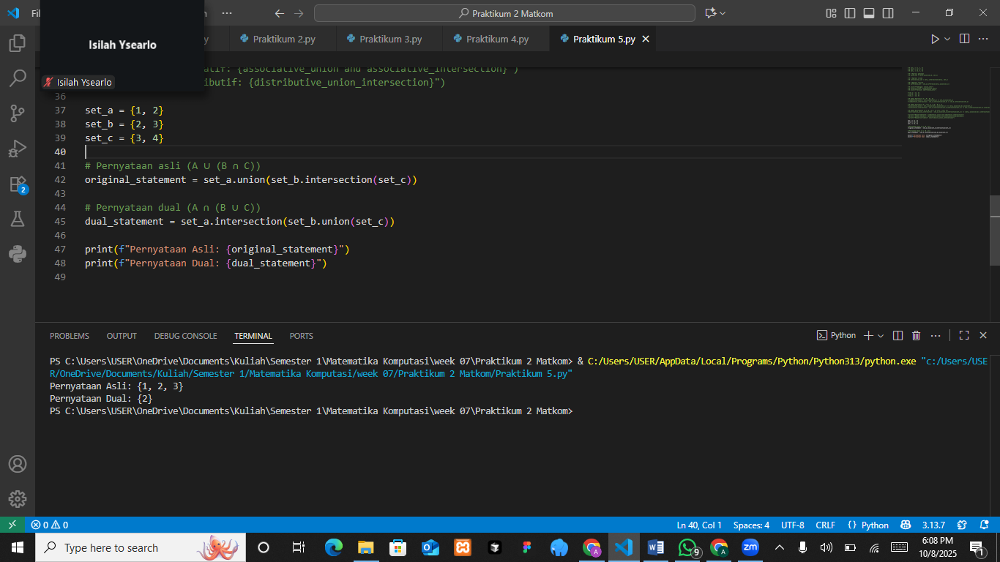 Praktikum 2 Matkom
Isilah Ysearlo
Isilah Ysearlo
Praktikum 2.py
Praktikum 3.py
Praktikum 4.py
Praktikum 5.py
atif: {associative_union and associative_intersection}")
ibutif: {distributive_union_intersection}")
36
37 set_a = {1, 2}
38 set_b = {2, 3}
39 set_c = {3, 4}
40
41 # Pernyataan asli (A ∪ (B ∩ C))
42 original_statement = set_a.union(set_b.intersection(set_c))
43
44 # Pernyataan dual (A ∩ (B ∪ C))
45 dual_statement = set_a.intersection(set_b.union(set_c))
46
47 print(f"Pernyataan Asli: {original_statement}")
48 print(f"Pernyataan Dual: {dual_statement}")
49
2
PROBLEMS OUTPUT DEBUG CONSOLE TERMINAL PORTS
Python
PS C:\Users\USER\OneDrive\Documents\Kuliah\Semester 1\Matematika Komputasi\week 07\Praktikum 2 Matkom> & C:/Users/USER/AppData/Local/Programs/Python/Python313/python.exe "c:/Users/USE
R/OneDrive/Documents/Kuliah/Semester 1/Matematika Komputasi/week 07/Praktikum 2 Matkom/Praktikum 5.py"
Pernyataan Asli: {1, 2, 3}
Pernyataan Dual: {2}
PS C:\Users\USER\OneDrive\Documents\Kuliah\Semester 1\Matematika Komputasi\week 07\Praktikum 2 Matkom>
0 0
Ln 40, Col 1 Spaces: 4 UTF-8 CRLF {} Python 3.13.7
Type here to search
9
zm
6:08 PM
10/8/2025
1